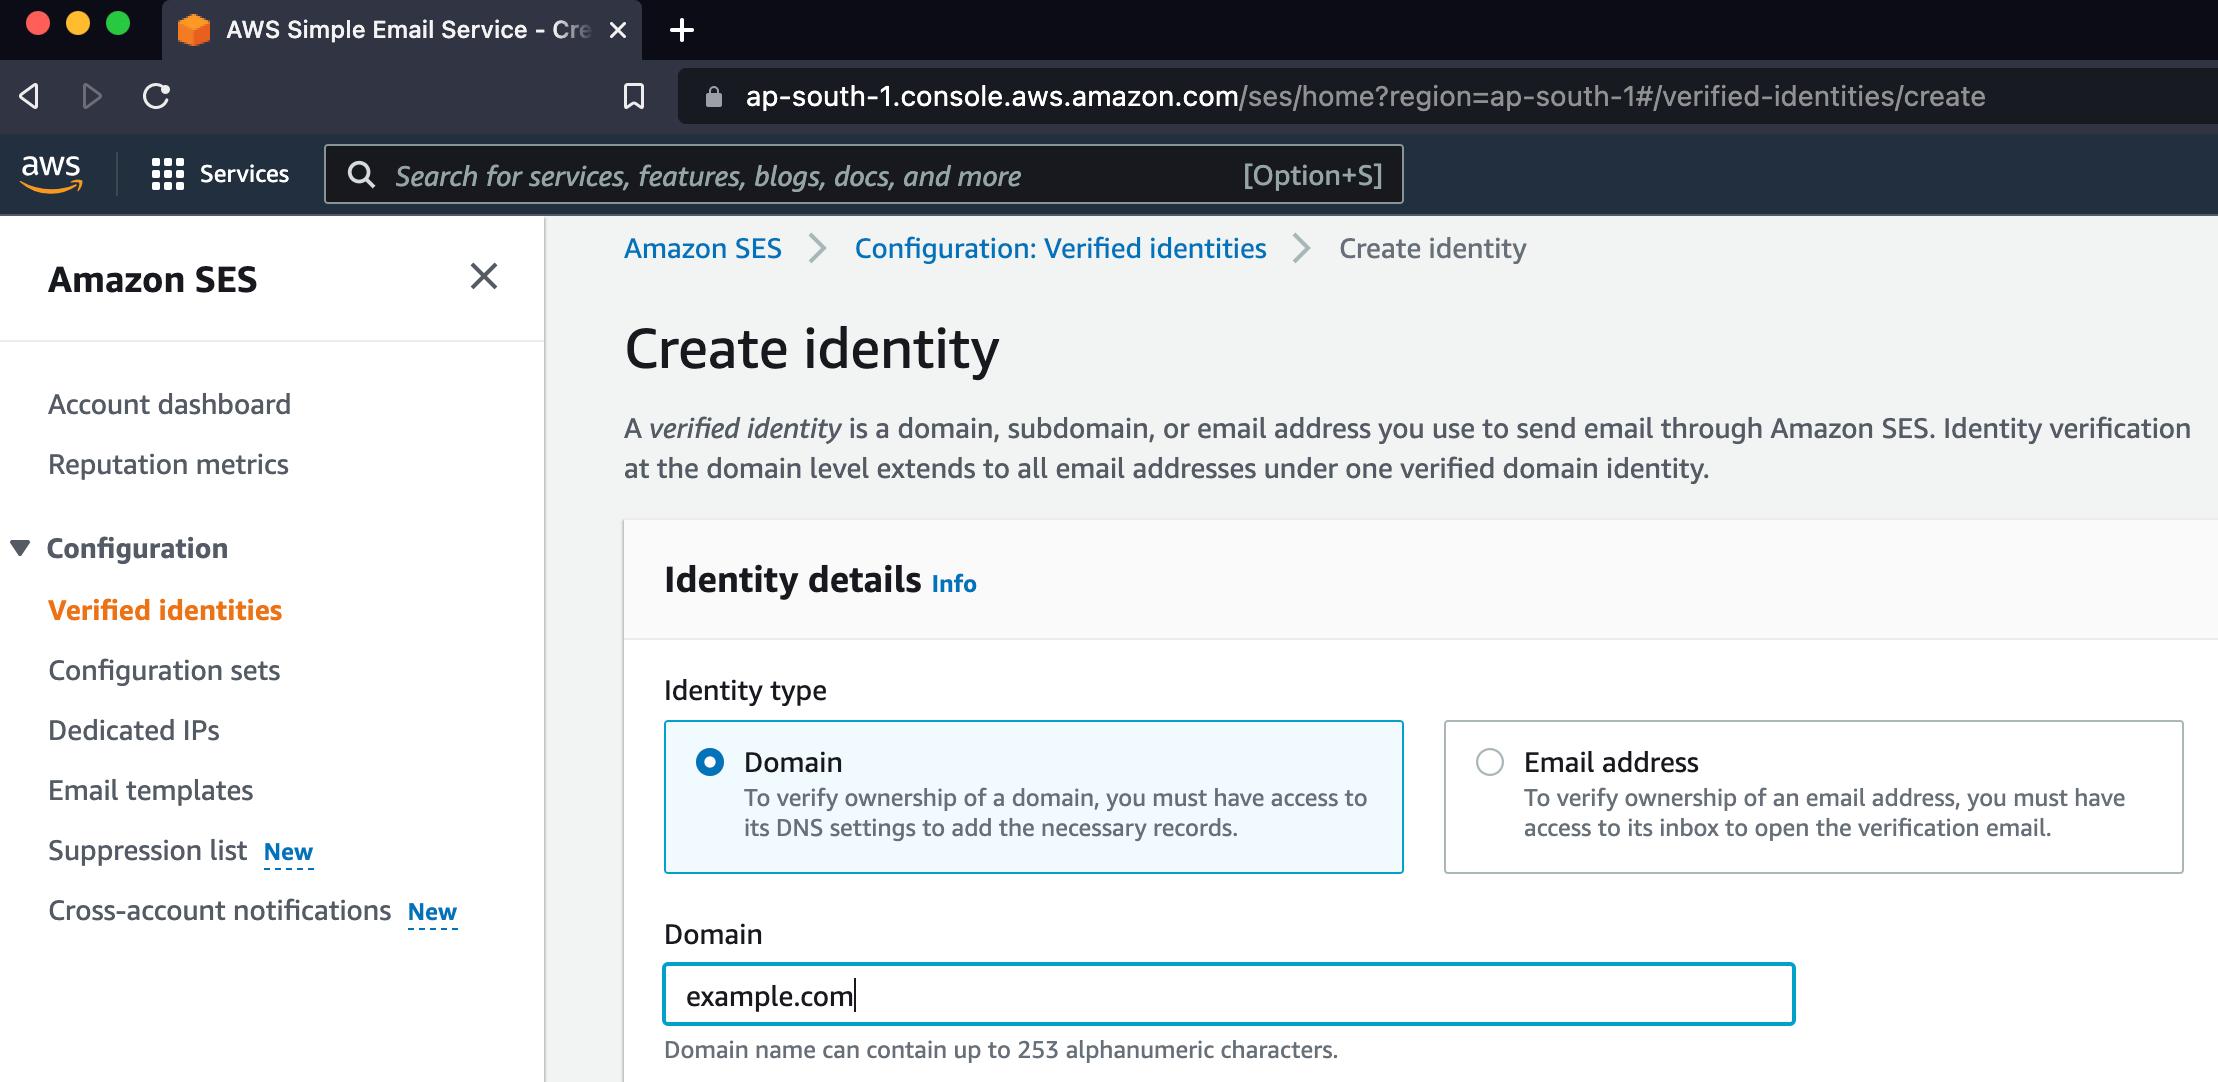 AWS Simple Email Service - Cre
ap-south-1.console.aws.amazon.com/ses/home?region=ap-south-1#/verified-identities/create
aws
Services
Search for services, features, blogs, docs, and more
[Option+S]
Amazon SES
Account dashboard
Reputation metrics
Configuration
Verified identities
Configuration sets
Dedicated IPs
Email templates
Suppression list New
Cross-account notifications New
Amazon SES
Configuration: Verified identities
Create identity
Create identity
A verified identity is a domain, subdomain, or email address you use to send email through Amazon SES. Identity verification
at the domain level extends to all email addresses under one verified domain identity.
Identity details Info
Identity type
Domain
To verify ownership of a domain, you must have access to
its DNS settings to add the necessary records.
Email address
To verify ownership of an email address, you must have
access to its inbox to open the verification email.
Domain
example.com
Domain name can contain up to 253 alphanumeric characters.